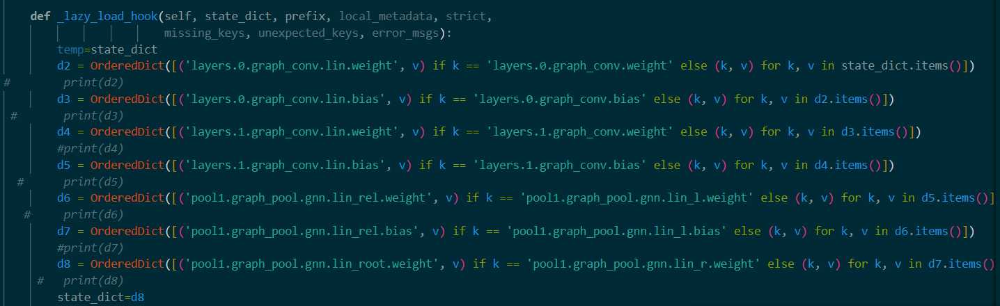 def _lazy_load_hook(self, state_dict, prefix, local_metadata, strict,
missing_keys, unexpected_keys, error_msgs):
temp=state_dict
d2 = OrderedDict([('layers.0.graph_conv.lin.weight', v) if k == 'layers.0.graph_conv.weight' else (k, v) for k, v in state_dict.items()])
# print(d2)
d3 = OrderedDict([('layers.0.graph_conv.lin.bias', v) if k == 'layers.0.graph_conv.bias' else (k, v) for k, v in d2.items()])
# print(d3)
d4 = OrderedDict([('layers.1.graph_conv.lin.weight', v) if k == 'layers.1.graph_conv.weight' else (k, v) for k, v in d3.items()])
#print(d4)
d5 = OrderedDict([('layers.1.graph_conv.lin.bias', v) if k == 'layers.1.graph_conv.bias' else (k, v) for k, v in d4.items()])
# print(d5)
d6 = OrderedDict([('pool1.graph_pool.gnn.lin_rel.weight', v) if k == 'pool1.graph_pool.gnn.lin_l.weight' else (k, v) for k, v in d5.items()]
# print(d6)
d7 = OrderedDict([('pool1.graph_pool.gnn.lin_rel.bias', v) if k == 'pool1.graph_pool.gnn.lin_l.bias' else (k, v) for k, v in d6.items()])
#print(d7)
d8 = OrderedDict([('pool1.graph_pool.gnn.lin_root.weight', v) if k == 'pool1.graph_pool.gnn.lin_r.weight' else (k, v) for k, v in d7.items()
# print(d8)
state_dict=d8